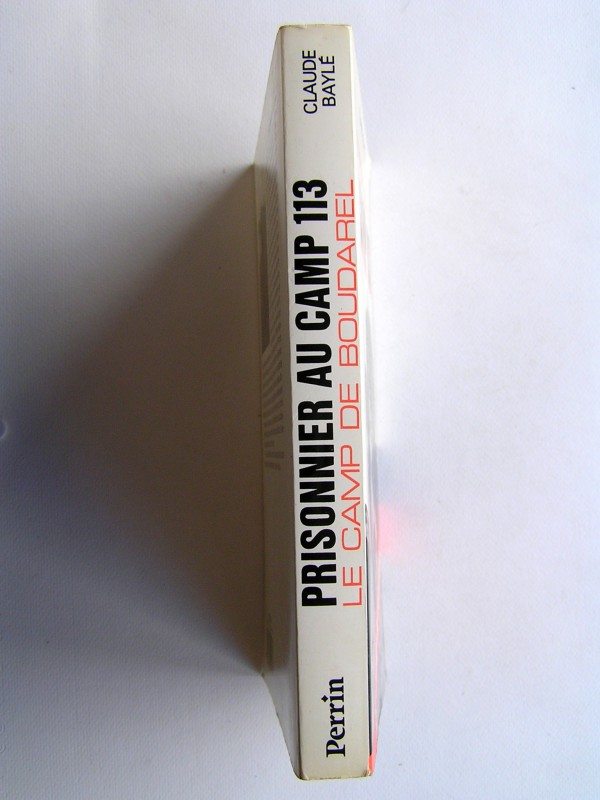 CLAUDE
BAYLÉ
PRISONNIER AU CAMP 113
LE CAMP DE BOUDAREL
Perrin